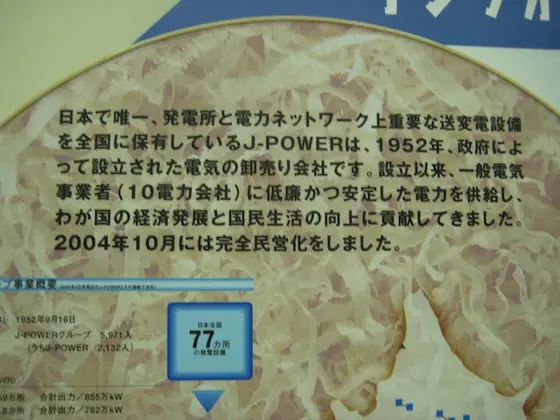 日本で唯一、発電所と電力ネットワーク上重要な送変電設備
を全国に保有しているJ-POWERは、1952年、政府によ
って設立された電気の卸売り会社です。設立以来、一般電気
事業者（10電力会社）に低廉かつ安定した電力を供給し、
わが国の経済発展と国民生活の向上に貢献してきました。
2004年10月には完全民営化をしました。
事業概要
1952年9月16日
J-POWERグループ 5,971人
（うちJ-POWER 2,132人）
日本全国
77カ所
の発電設備
カ所 合計出力／855万kW
カ所 合計出力／782万kW